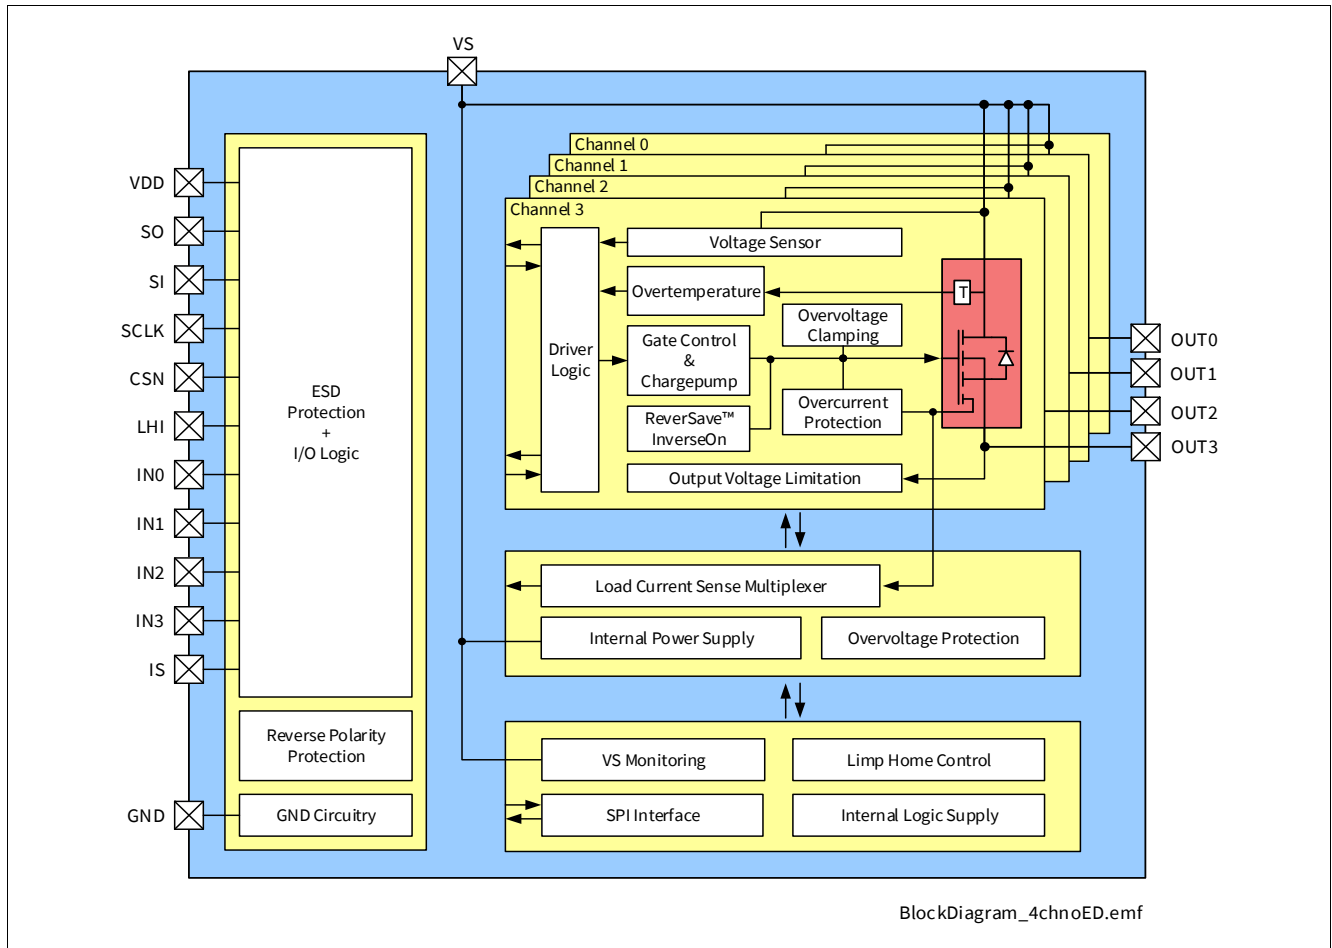 VS
VDD
SO
SI
SCLK
CSN
LHI
IN0
IN1
IN2
IN3
IS
GND
ESD
Protection
+
I/O Logic
Reverse Polarity
Protection
GND Circuitry
Channel 0
Channel 1
Channel 2
Channel 3
Driver
Logic
Voltage Sensor
Overtemperature
T
Overvoltage
Clamping
Gate Control
&
Chargepump
ReverSave™
InverseOn
Overcurrent
Protection
Output Voltage Limitation
OUT0
OUT1
OUT2
OUT3
Load Current Sense Multiplexer
Internal Power Supply
Overvoltage Protection
VS Monitoring
Limp Home Control
SPI Interface
Internal Logic Supply
BlockDiagram_4chnoED.emf